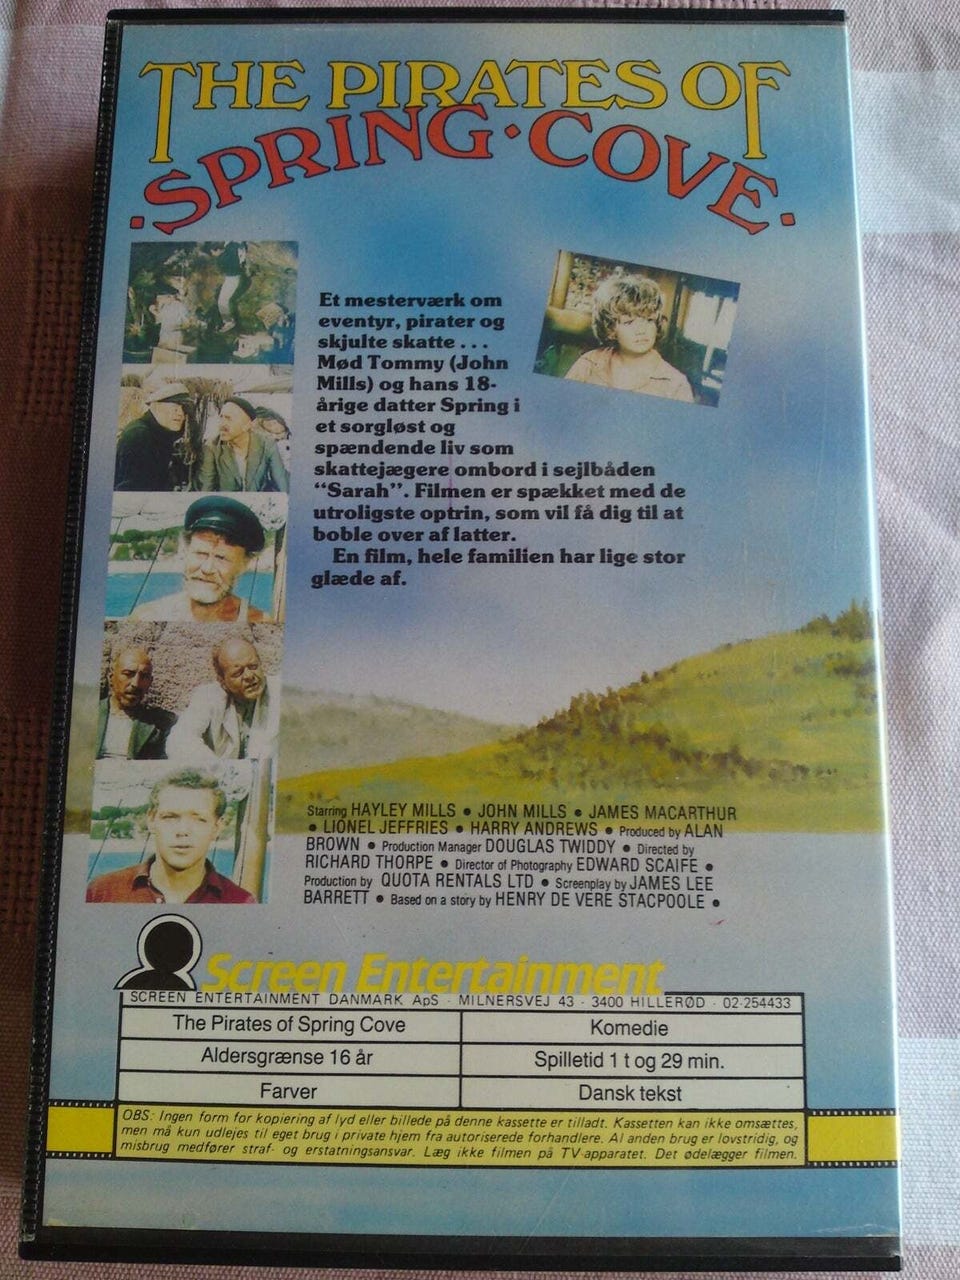 THE PIRATES OF
·SPRING·COVE·
Et mesterværk om
eventyr, pirater og
skjulte skatte . . .
Mød Tommy (John
Mills) og hans 18-
årige datter Spring i
et sorgløst og
spændende liv som
skattejægere ombord i sejlbåden
“Sarah”. Filmen er spækket med de
utroligste optrin, som vil få dig til at
boble over af latter.
En film, hele familien har lige stor
glæde af.
Starring HAYLEY MILLS • JOHN MILLS • JAMES MACARTHUR
• LIONEL JEFFRIES • HARRY ANDREWS • Produced by ALAN
BROWN • Production Manager DOUGLAS TWIDDY • Directed by
RICHARD THORPE • Director of Photography EDWARD SCAIFE •
Production by QUOTA RENTALS LTD • Screenplay by JAMES LEE
BARRETT • Based on a story by HENRY DE VERE STACPOOLE •
Screen Entertainment
SCREEN ENTERTAINMENT DANMARK ApS · MILNERSVEJ 43 · 3400 HILLERØD · 02-254433
The Pirates of Spring Cove Komedie
Aldersgrænse 16 år Spilletid 1 t og 29 min.
Farver Dansk tekst
OBS: Ingen form for kopiering af lyd eller billede på denne kassette er tilladt. Kassetten kan ikke omsættes,
men må kun udlejes til eget brug i private hjem fra autoriserede forhandlere. Al anden brug er lovstridig, og
misbrug medfører straf- og erstatningsansvar. Læg ikke filmen på TV-apparatet. Det ødelægger filmen.